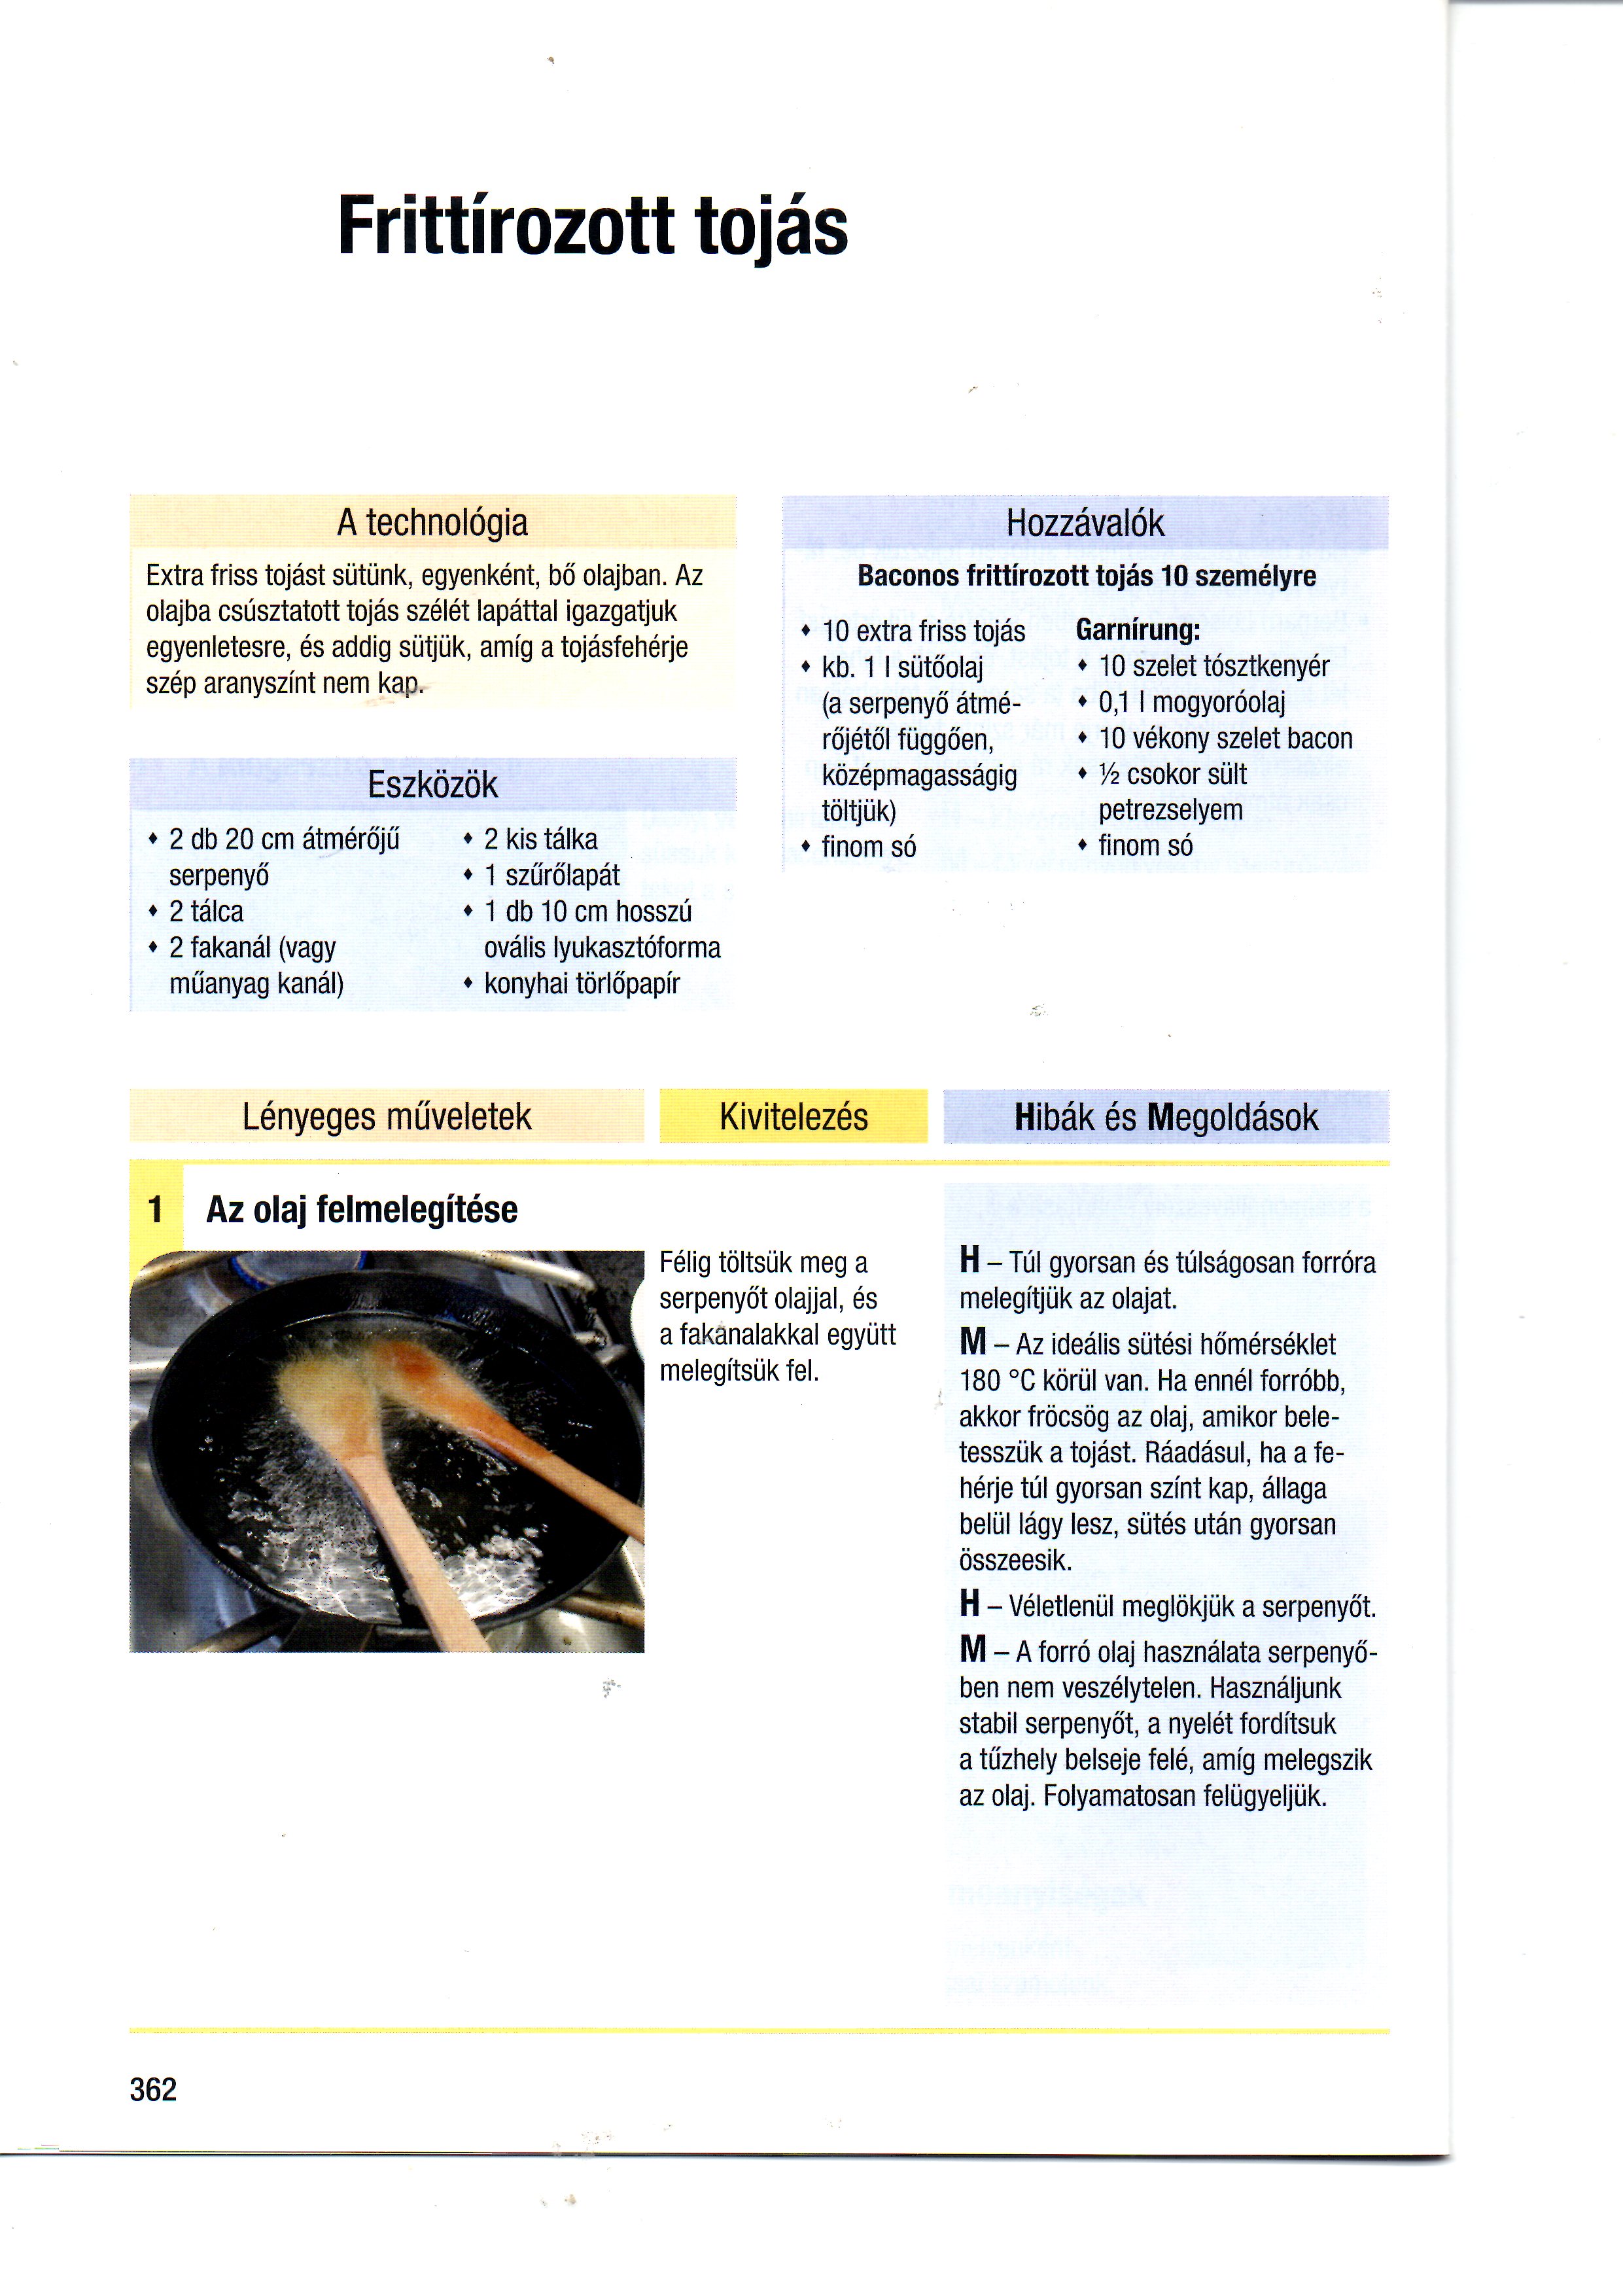 Frittírozott tojás
A technológia
Extra friss tojást sütünk, egyenként, bő olajban. Az
olajba csúsztatott tojás szélét lapáttal igazgatjuk
egyenletesre, és addig sütjük, amíg a tojásfehérje
szép aranyszínt nem kap.
Eszközök
♦ 2 db 20 cm átmérőjű
serpenyő
♦ 2 tálca
♦ 2 fakanál (vagy
műanyag kanál)
♦ 2 kis tálka
♦ 1 szűrőlapát
♦ 1 db 10 cm hosszú
ovális lyukasztóforma
♦ konyhai törlőpapír
Hozzávalók
Baconos frittírozott tojás 10 személyre
♦ 10 extra friss tojás
♦ kb. 1 l sütőolaj
(a serpenyő átmé-
rőjétől függően,
középmagasságig
töltjük)
♦ finom só
Garnírung:
♦ 10 szelet tósztkenyér
♦ 0,1 l mogyoróolaj
♦ 10 vékony szelet bacon
♦ ½ csokor sült
petrezselyem
♦ finom só
Lényeges műveletek
Kivitelezés
Hibák és Megoldások
1 Az olaj felmelegítése
Félig töltsük meg a
serpenyőt olajjal, és
a fakanalakkal együtt
melegítsük fel.
H – Túl gyorsan és túlságosan forróra
melegítjük az olajat.
M – Az ideális sütési hőmérséklet
180 °C körül van. Ha ennél forróbb,
akkor fröcsög az olaj, amikor bele-
tesszük a tojást. Ráadásul, ha a fe-
hérje túl gyorsan színt kap, állaga
belül lágy lesz, sütés után gyorsan
összeesik.
H – Véletlenül meglökjük a serpenyőt.
M – A forró olaj használata serpenyő-
ben nem veszélytelen. Használjunk
stabil serpenyőt, a nyelét fordítsuk
a tűzhely belseje felé, amíg melegszik
az olaj. Folyamatosan felügyeljük.
362